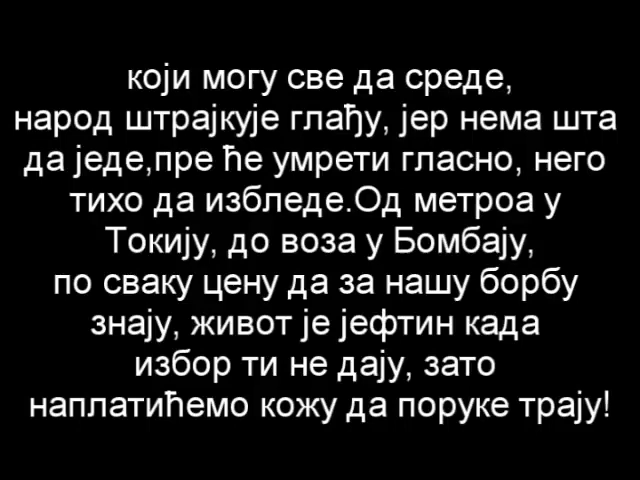 који могу све да среде,
народ штрајкује глађу, јер нема шта
да једе,пре ће умрети гласно, него
тихо да избледе.Од метроа у
Токију, до воза у Бомбају,
по сваку цену да за нашу борбу
знају, живот је јефтин када
избор ти не дају, зато
наплатићемо кожу да поруке трају!